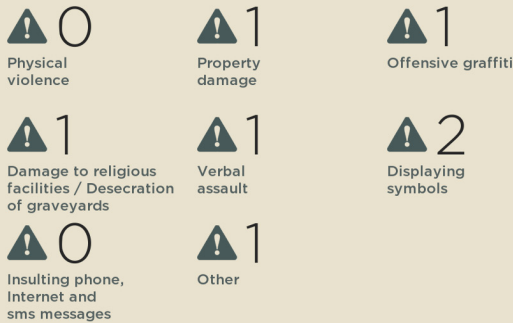 0
Physical
violence
1
Property
damage
1
Offensive graffiti
1
Damage to religious
facilities / Desecration
of graveyards
1
Verbal
assault
2
Displaying
symbols
0
Insulting phone,
Internet and
sms messages
1
Other